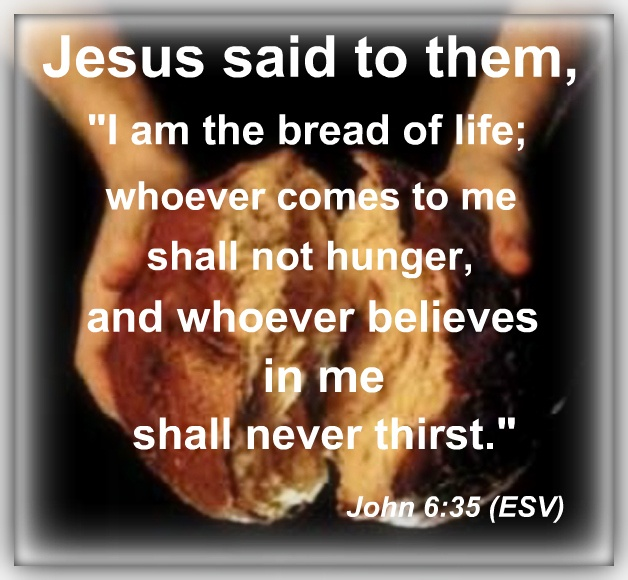 Jesus said to them,
"I am the bread of life;
whoever comes to me
shall not hunger,
and whoever believes
in me
shall never thirst."
John 6:35 (ESV)